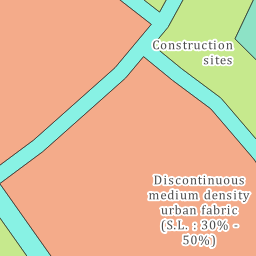 Construction
sites
Discontinuous
medium density
urban fabric
(S.L. : 30% -
50%)